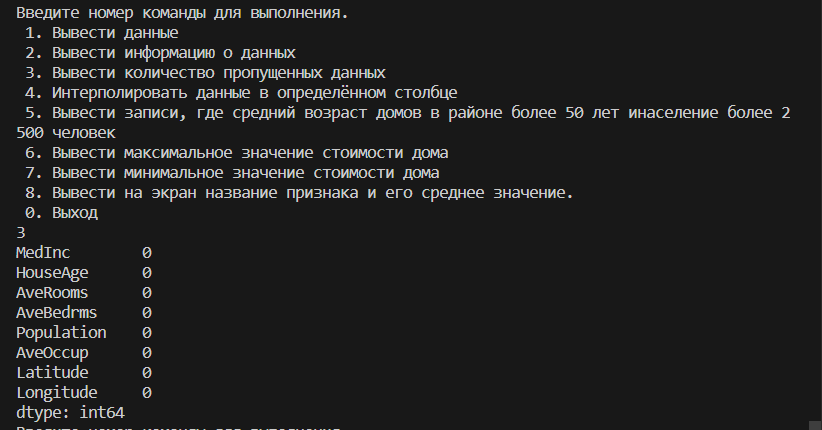 Введите номер команды для выполнения.
1. Вывести данные
2. Вывести информацию о данных
3. Вывести количество пропущенных данных
4. Интерполировать данные в определённом столбце
5. Вывести записи, где средний возраст домов в районе более 50 лет инаселение более 2
500 человек
6. Вывести максимальное значение стоимости дома
7. Вывести минимальное значение стоимости дома
8. Вывести на экран название признака и его среднее значение.
0. Выход
3
MedInc 0
HouseAge 0
AveRooms 0
AveBedrms 0
Population 0
AveOccup 0
Latitude 0
Longitude 0
dtype: int64